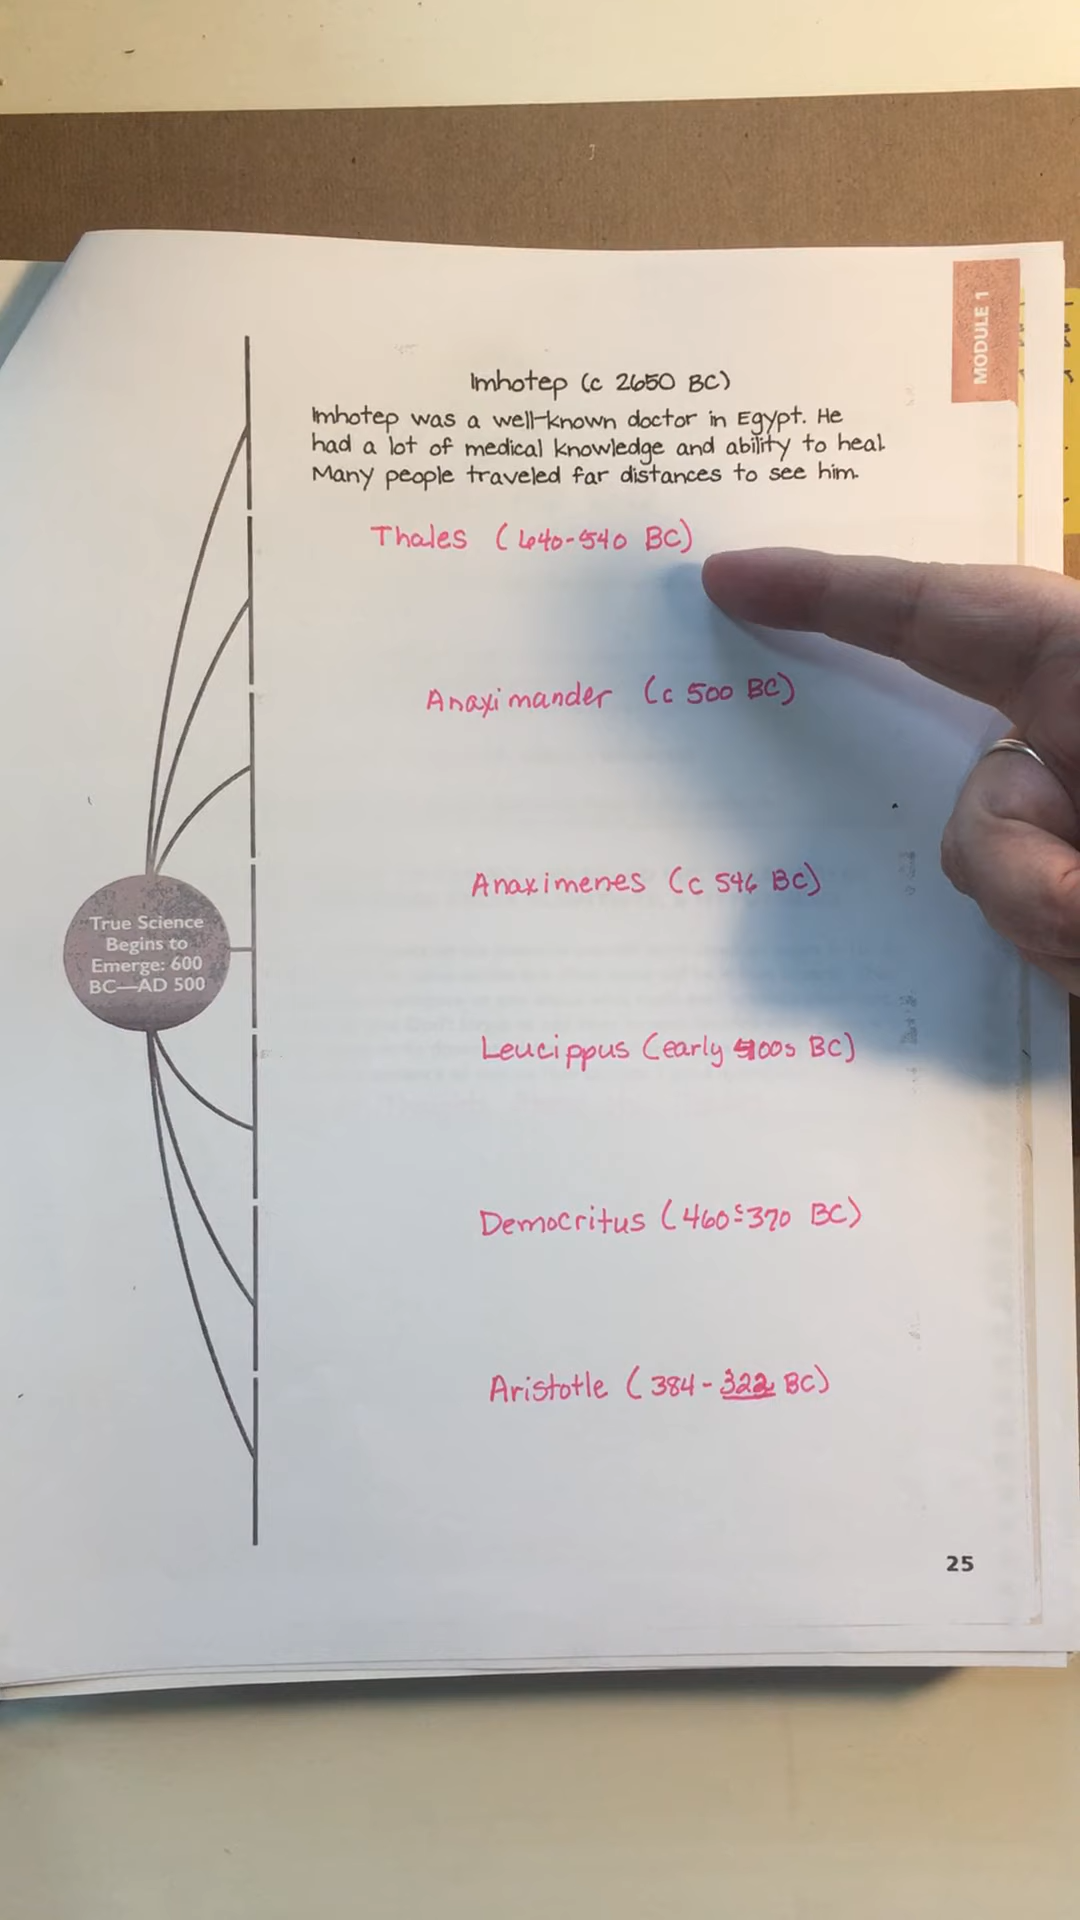 MODULE 1
Imhotep (c 2650 BC)
Imhotep was a well-known doctor in Egypt. He
had a lot of medical knowledge and ability to heal.
Many people traveled far distances to see him.
Thales (640-540 BC)
Anaximander (c 500 BC)
Anaximenes (c 546 BC)
True Science
Begins to
Emerge: 600
BC—AD 500
Leucippus (early 400s BC)
Democritus (460-370 BC)
Aristotle (384-322 BC)
25